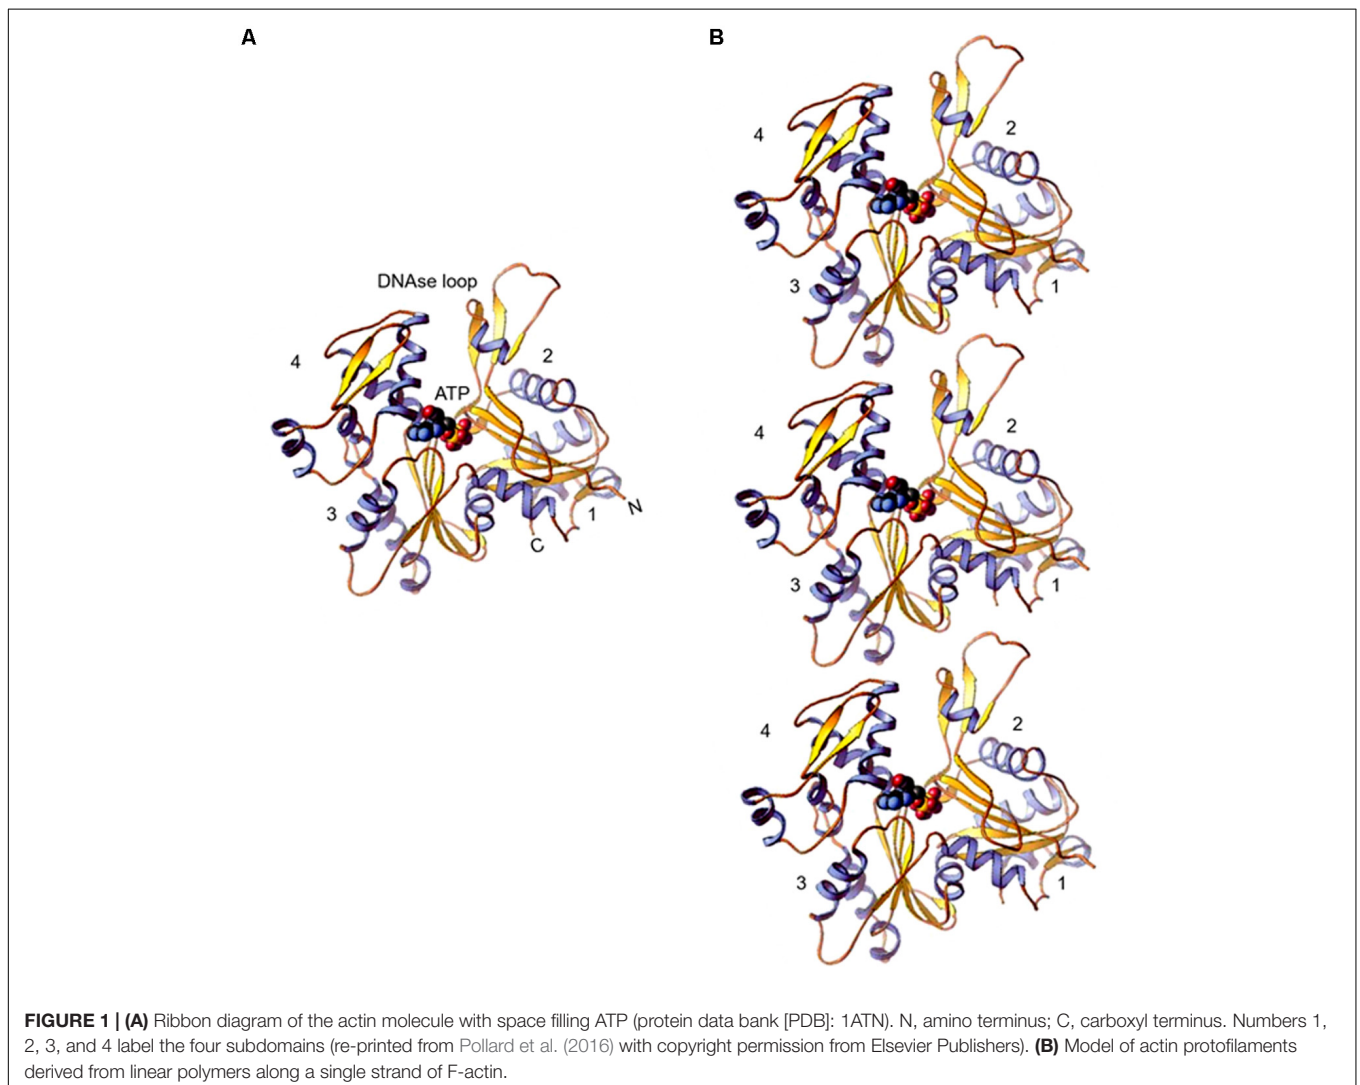 A
B
DNAse loop
4
2
ATP
3
1
N
C
4
2
3
1
4
2
3
1
4
2
3
1
FIGURE 1 | (A) Ribbon diagram of the actin molecule with space filling ATP (protein data bank [PDB]: 1ATN). N, amino terminus; C, carboxyl terminus. Numbers 1,
2, 3, and 4 label the four subdomains (re-printed from Pollard et al. (2016) with copyright permission from Elsevier Publishers). (B) Model of actin protofilaments
derived from linear polymers along a single strand of F-actin.